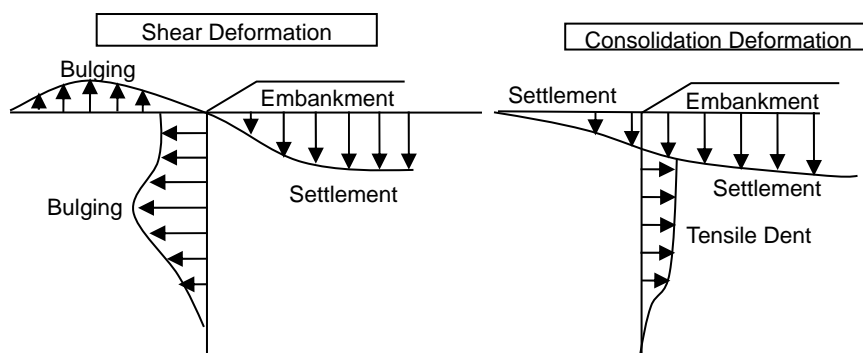 Shear Deformation
Bulging
Embankment
Bulging
Settlement
Consolidation Deformation
Settlement
Embankment
Settlement
Tensile Dent